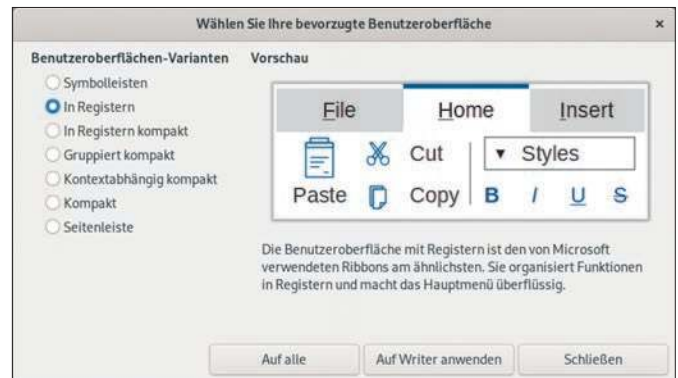 Wählen Sie Ihre bevorzugte Benutzeroberfläche
Benutzeroberflächen-Varianten
Symbolleisten
In Registern
In Registern kompakt
Gruppiert kompakt
Kontextabhängig kompakt
Kompakt
Seitenleiste
Vorschau
File Home Insert
Cut Styles
Paste Copy B I U S
Die Benutzeroberfläche mit Registern ist den von Microsoft
verwendeten Ribbons am ähnlichsten. Sie organisiert Funktionen
in Registern und macht das Hauptmenü überflüssig.
Auf alle Auf Writer anwenden Schließen